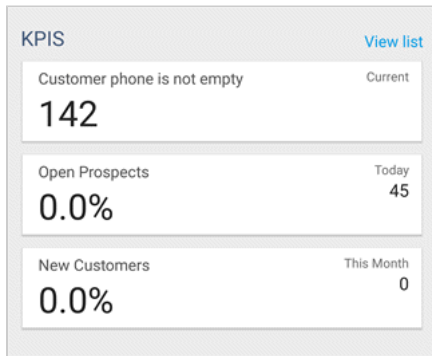 KPIS
View list
Customer phone is not empty
Current
142
Open Prospects
Today
0.0%
45
New Customers
This Month
0.0%
0